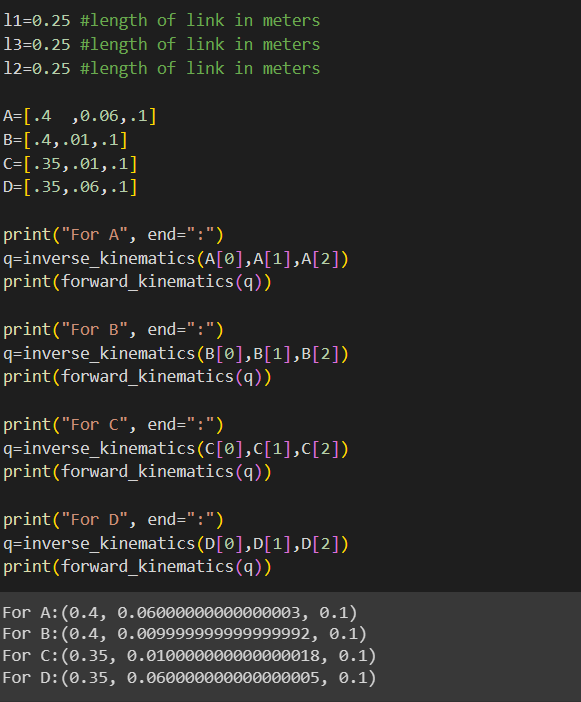 l1=0.25 #length of link in meters
l3=0.25 #length of link in meters
l2=0.25 #length of link in meters
A=[.4  ,0.06,.1]
B=[.4,.01,.1]
C=[.35,.01,.1]
D=[.35,.06,.1]
print("For A", end=":")
q=inverse_kinematics(A[0],A[1],A[2])
print(forward_kinematics(q))
print("For B", end=":")
q=inverse_kinematics(B[0],B[1],B[2])
print(forward_kinematics(q))
print("For C", end=":")
q=inverse_kinematics(C[0],C[1],C[2])
print(forward_kinematics(q))
print("For D", end=":")
q=inverse_kinematics(D[0],D[1],D[2])
print(forward_kinematics(q))
For A:(0.4, 0.06000000000000003, 0.1)
For B:(0.4, 0.009999999999999992, 0.1)
For C:(0.35, 0.010000000000000018, 0.1)
For D:(0.35, 0.060000000000000005, 0.1)